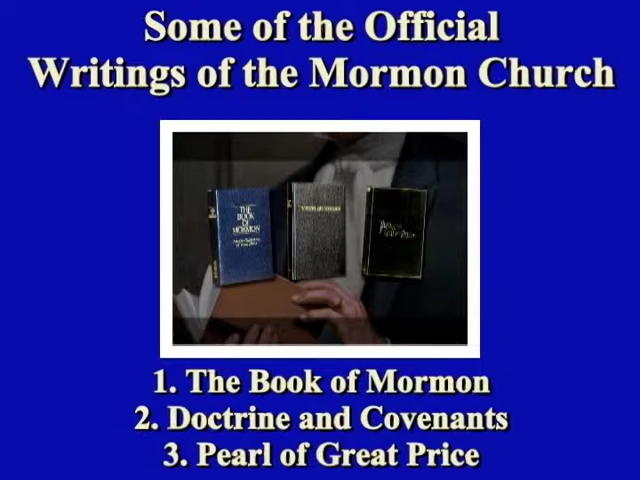 Some of the Official
Writings of the Mormon Church
THE
BOOK
OF
MORMON
1. The Book of Mormon
2. Doctrine and Covenants
3. Pearl of Great Price